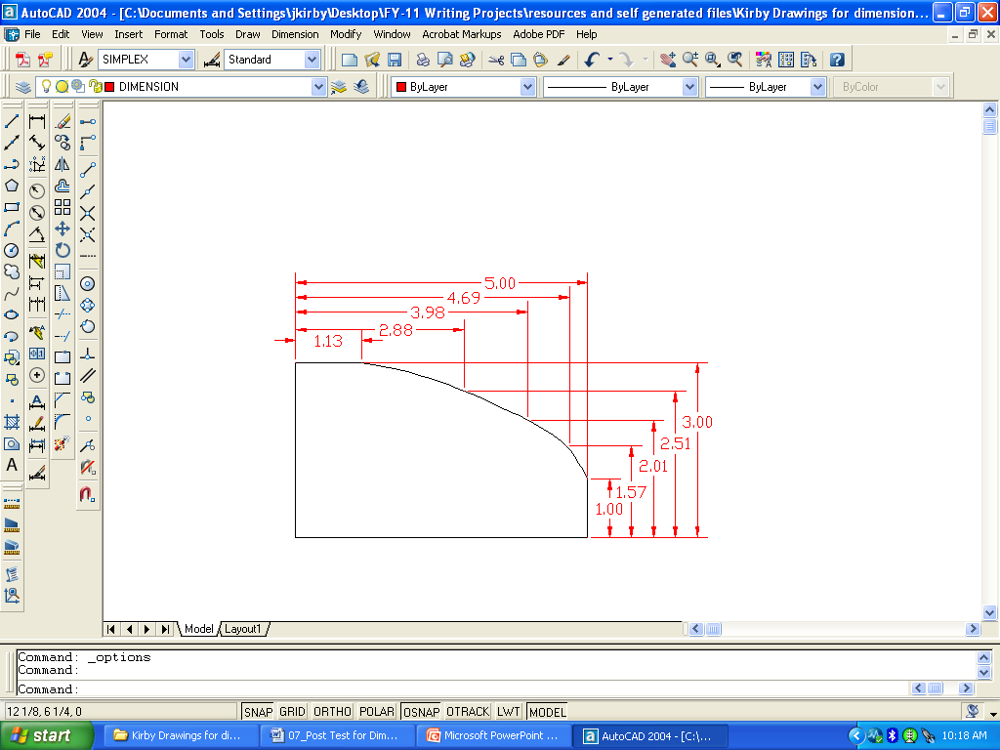 AutoCAD 2004 - [C:\Documents and Settings\jkirby\Desktop\FY-11 Writing Projects\resources and self generated files\Kirby Drawings for dimension...
File Edit View Insert Format Tools Draw Dimension Modify Window Acrobat Markups Adobe PDF Help
SIMPLEX Standard
DIMENSION ByLayer ByLayer ByLayer ByColor
5.00
4.69
3.98
2.88
1.13
3.00
2.51
2.01
1.57
1.00
A
Model Layout1
Command: _options
Command:
Command:
12 1/8, 6 1/4, 0 SNAP GRID ORTHO POLAR OSNAP OTRACK LWT MODEL
start Kirby Drawings for di... 07_Post Test for Dim... Microsoft PowerPoint ... AutoCAD 2004 - [C:\... 10:18 AM